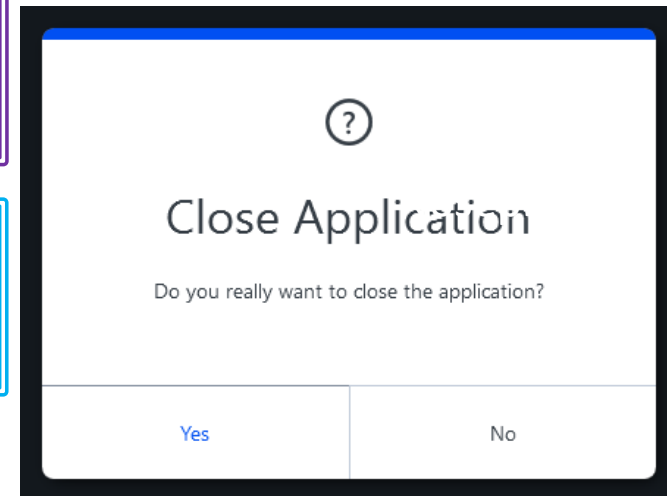 ?
Close Application
Do you really want to close the application?
Yes
No